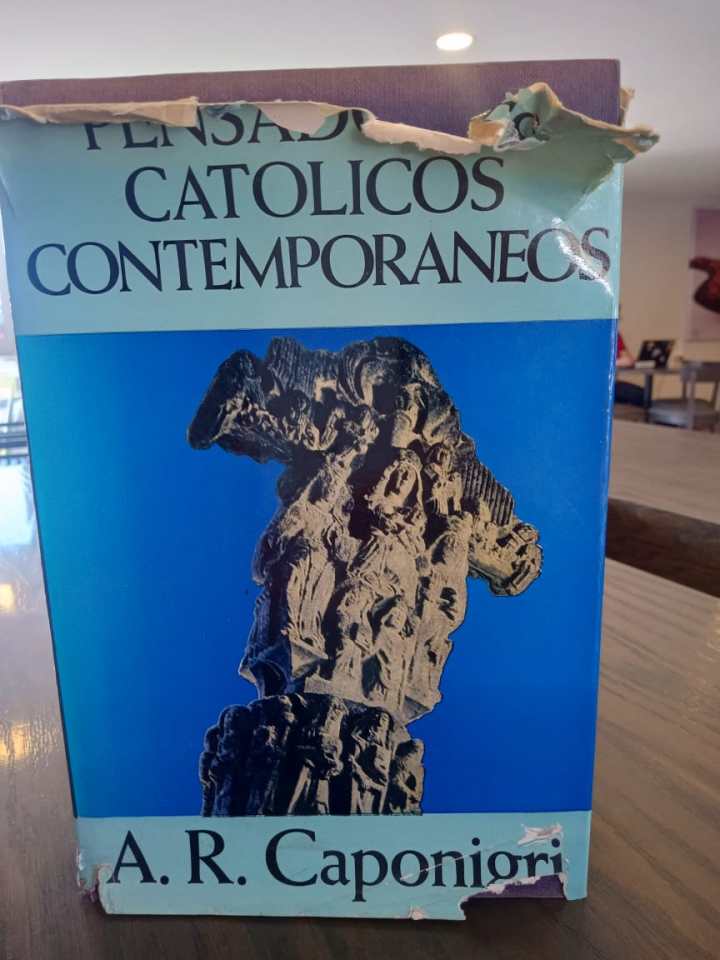 CATOLICOS
CONTEMPORANEOS
A. R. Caponigri